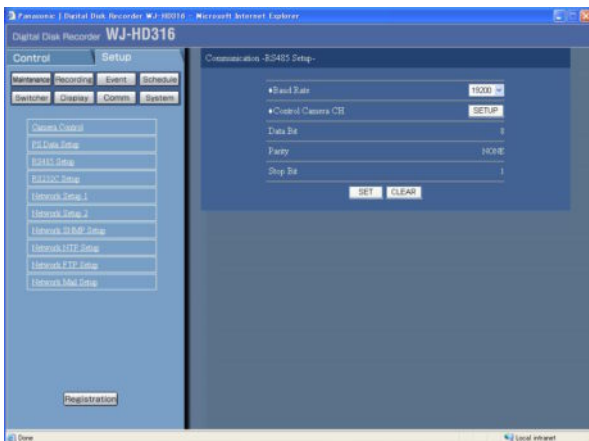 Panasonic | Digital Disk Recorder WJ-HD316 - Microsoft Internet Explorer
Digital Disk Recorder WJ-HD316
Control Setup
Maintenance Recording Event Schedule
Switcher Display Comm System
Camera Control
PS Data Setup
RS485 Setup
RS232C Setup
Network Setup 1
Network Setup 2
Network SNMP Setup
Network NTP Setup
Network FTP Setup
Network Mail Setup
Registration
Communication -RS485 Setup-
♦Baud Rate 19200
♦Control Camera CH SETUP
Data Bit 8
Parity NONE
Stop Bit 1
SET CLEAR
Done Local intranet